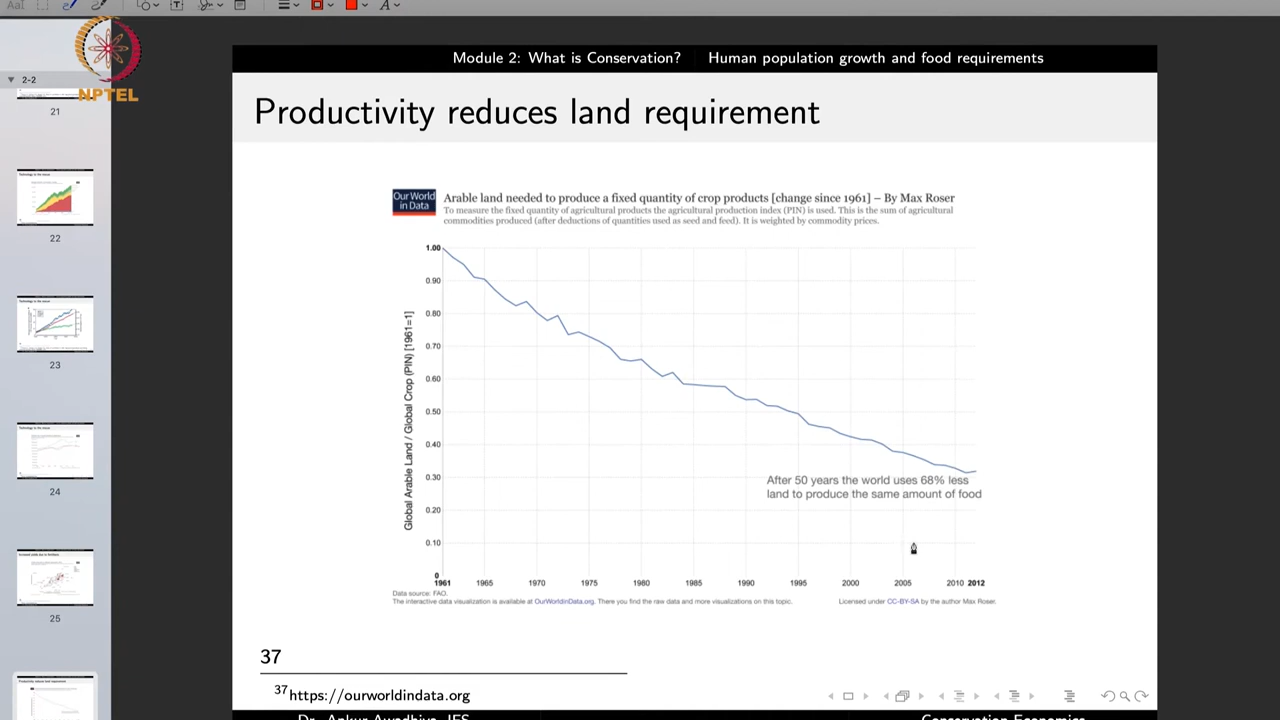 AaI
A
NPTEL
2-2
21
22
23
24
25
Module 2: What is Conservation? Human population growth and food requirements
Productivity reduces land requirement
Our World
in Data
Arable land needed to produce a fixed quantity of crop products [change since 1961] – By Max Roser
To measure the fixed quantity of agricultural products the agricultural production index (PIN) is used. This is the sum of agricultural
commodities produced (after deductions of quantities used as seed and feed). It is weighted by commodity prices.
Global Arable Land / Global Crop (PIN) [1961=1]
1.00
0.90
0.80
0.70
0.60
0.50
0.40
0.30
0.20
0.10
0
After 50 years the world uses 68% less
land to produce the same amount of food
1961 1965 1970 1975 1980 1985 1990 1995 2000 2005 2010 2012
Data source: FAO.
The interactive data visualization is available at OurWorldinData.org. There you find the raw data and more visualizations on this topic. Licensed under CC-BY-SA by the author Max Roser.
37
37https://ourworldindata.org
Dr. Ankur Awadhiya, IFS Conservation Economics